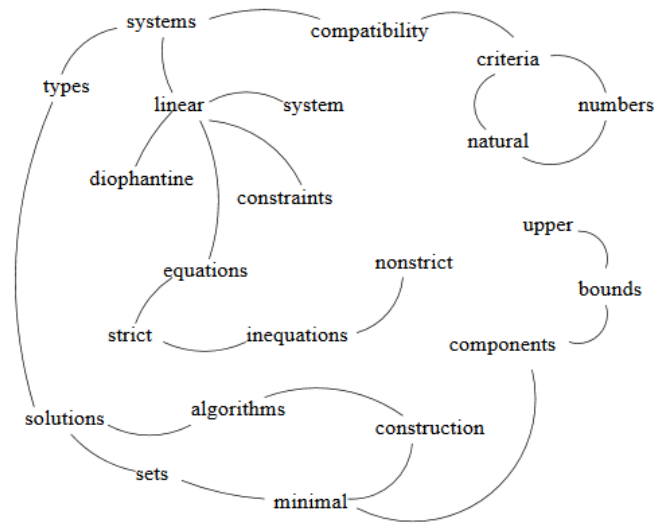 systems
compatibility
criteria
types
linear
system
numbers
natural
diophantine
constraints
upper
equations
nonstrict
bounds
strict
inequations
components
solutions
algorithms
construction
sets
minimal